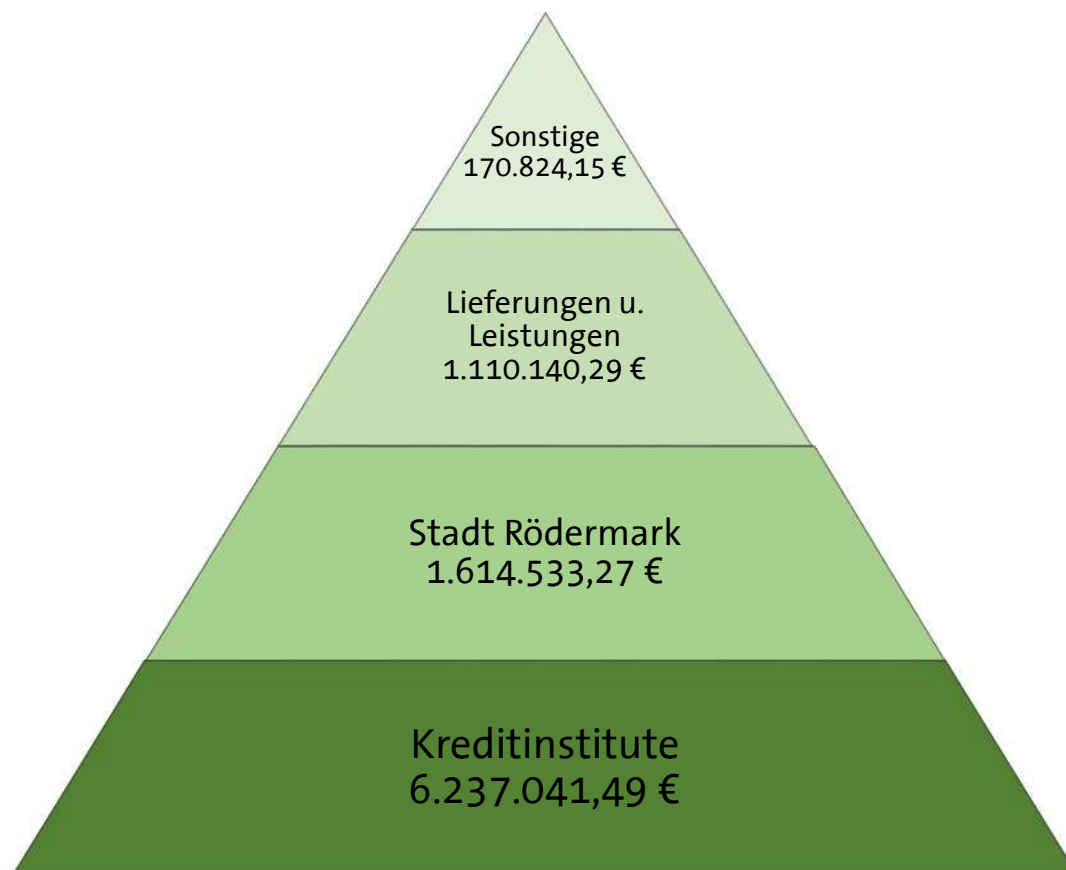 Sonstige
170.824,15 €
Lieferungen u.
Leistungen
1.110.140,29 €
Stadt Rödermark
1.614.533,27 €
Kreditinstitute
6.237.041,49 €